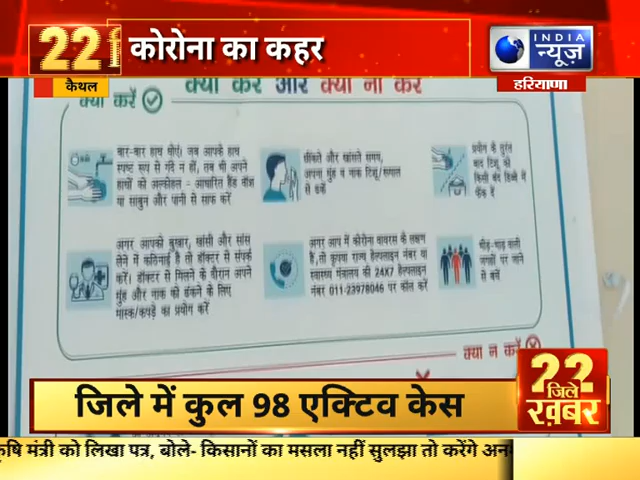 22
कोरोना का कहर
INDIA
न्यूज़
कैथल
हरियाणा
क्या करें और क्या ना करें
क्या करें
बार-बार हाथ धोएं। जब आपके हाथ
स्पष्ट रूप से गंदे न हों, तब भी अपने
हाथों को अल्कोहल - आधारित हैंड वॉश
या साबुन और पानी से साफ करें
छींकते और खांसते समय,
अपना मुंह व नाक टिशू/रूमाल
से ढकें
प्रयोग के तुरंत
बाद टिशू को
किसी बंद डिब्बे में
फेंक दें
अगर आपको बुखार, खांसी और सांस
लेने में कठिनाई है तो डॉक्टर से संपर्क
करें। डॉक्टर से मिलने के दौरान अपने
मुंह और नाक को ढंकने के लिए
मास्क/कपड़े का प्रयोग करें
अगर आप में कोरोना वायरस के लक्षण
हैं, तो कृपया राज्य हेल्पलाइन नंबर या
स्वास्थ्य मंत्रालय की 24X7 हेल्पलाइन
नंबर 011-23978046 पर कॉल करें
भीड़-भाड़ वाली
जगहों पर जाने
से बचें
क्या न करें
जिले में कुल 98 एक्टिव केस
22
जिले
ख़बर
कृषि मंत्री को लिखा पत्र, बोले- किसानों का मसला नहीं सुलझा तो करेंगे